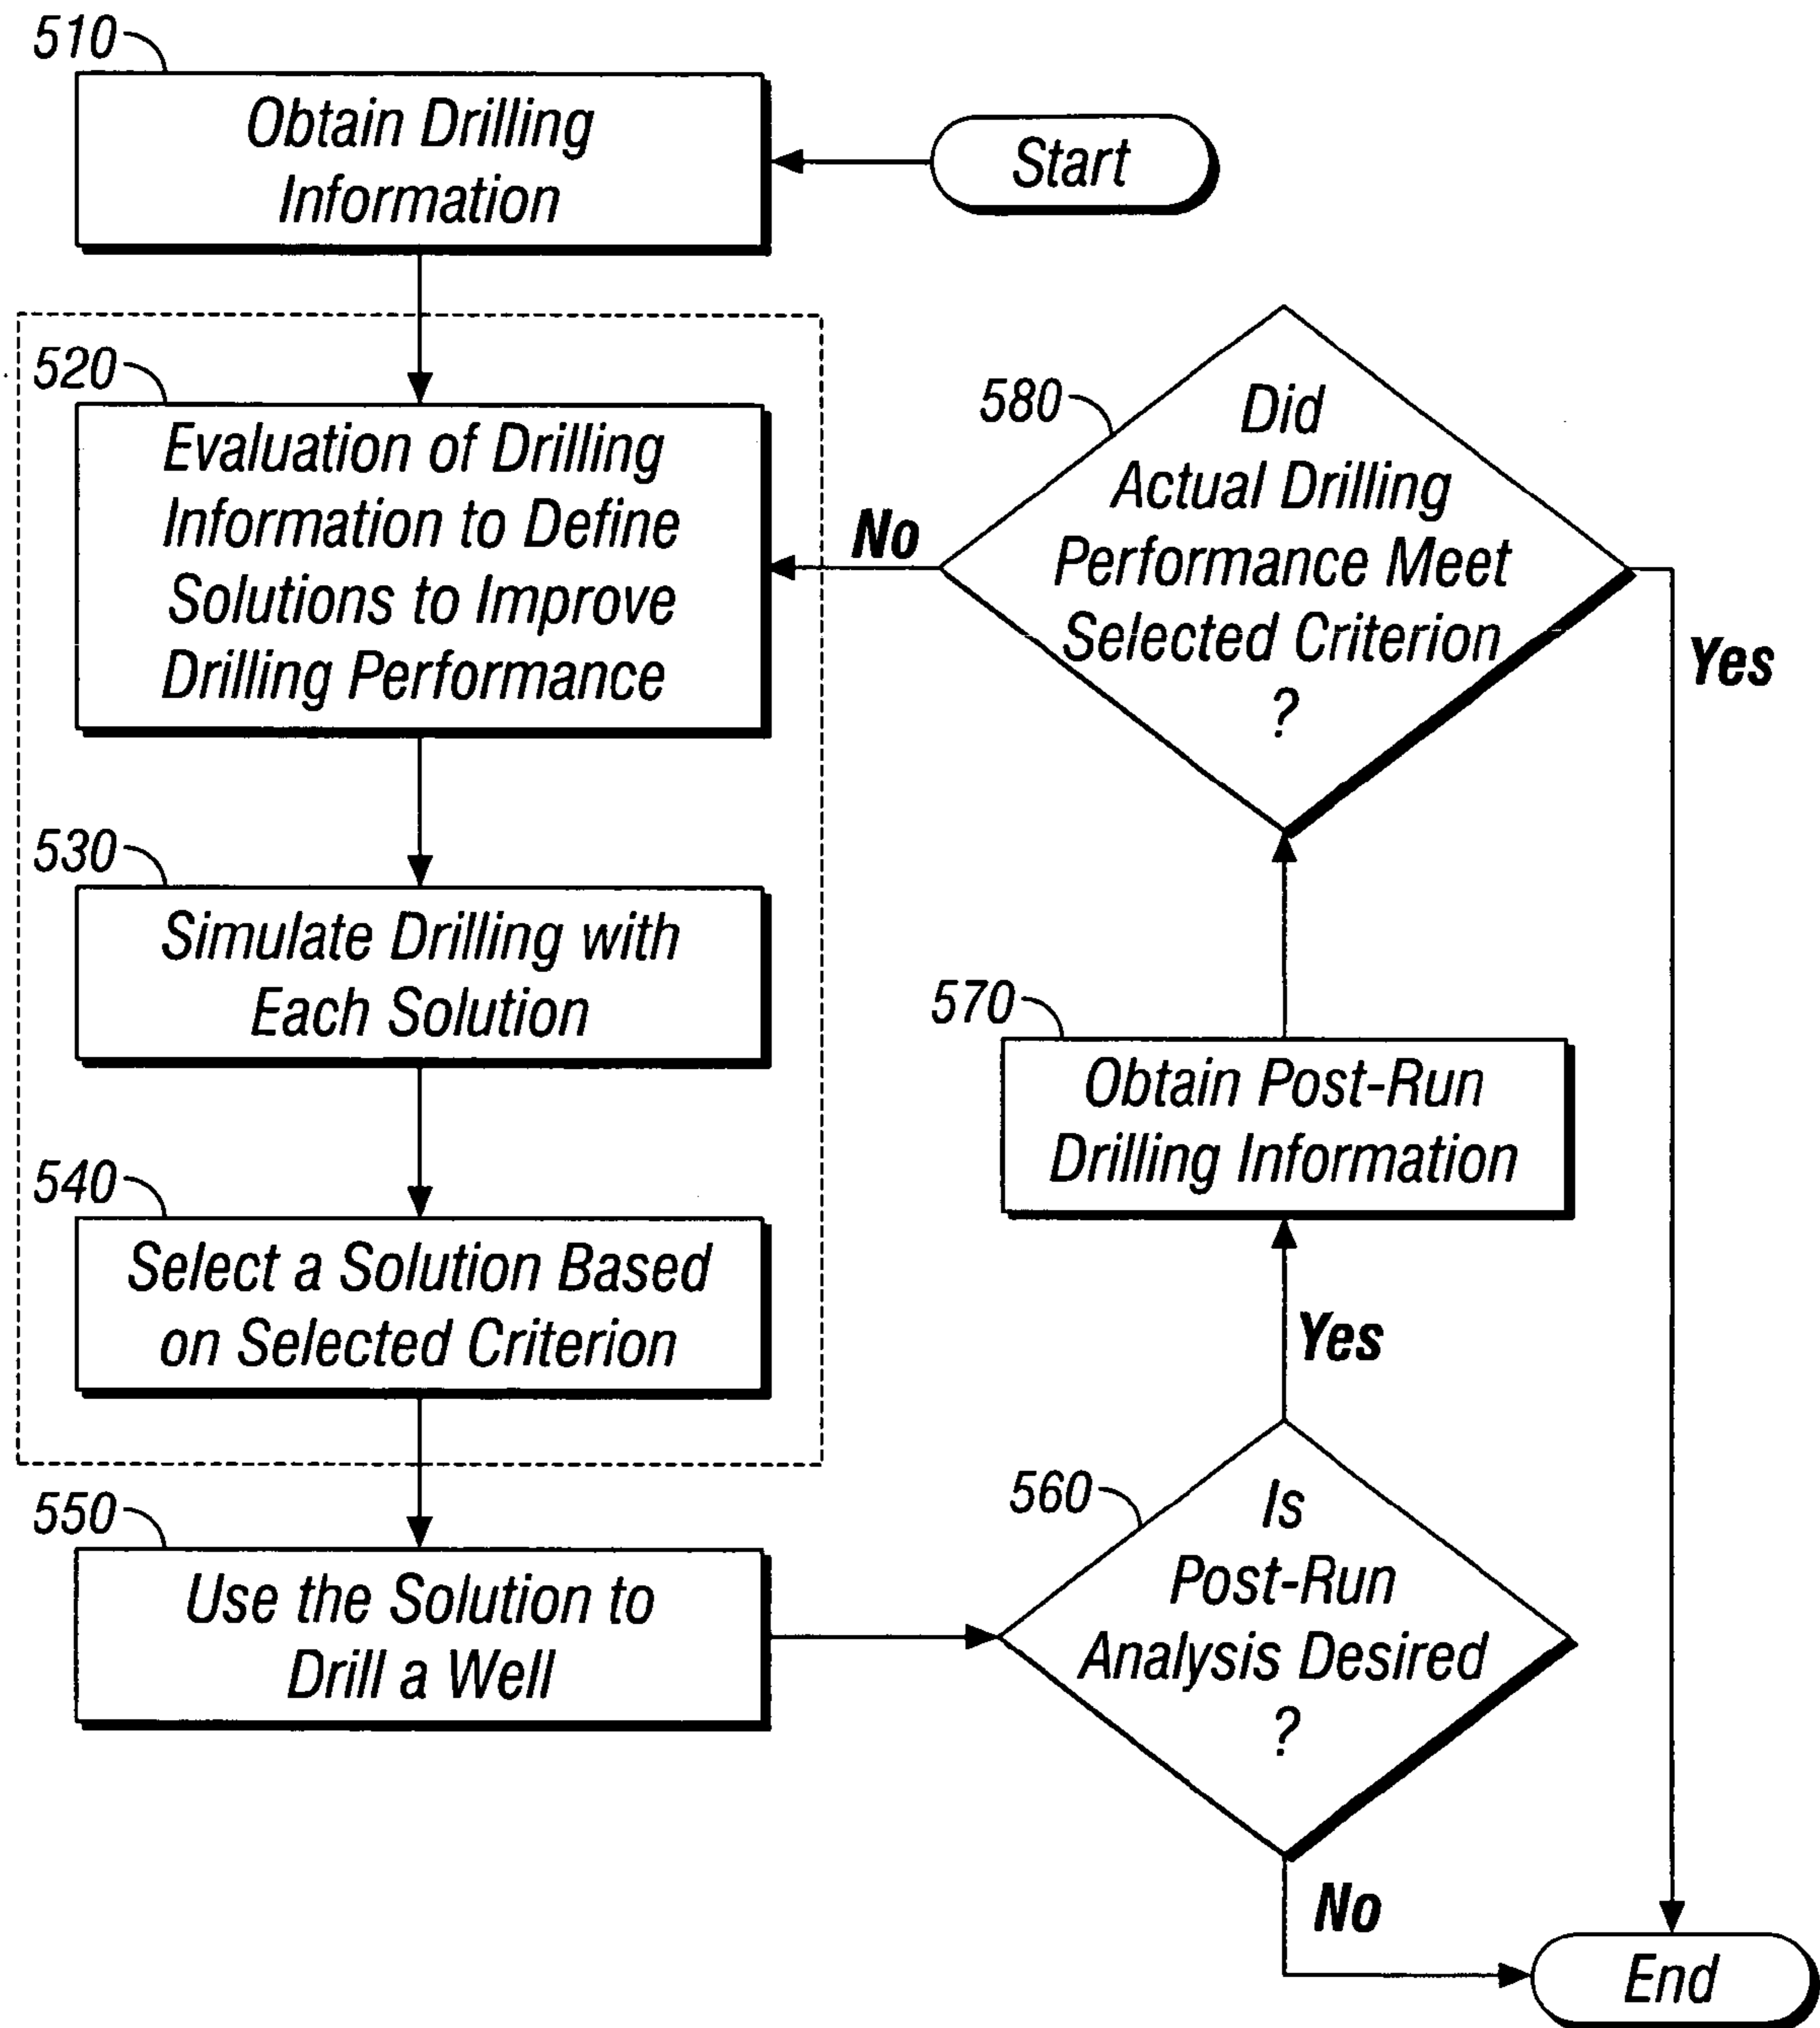 510
Obtain Drilling
Information
Start
520
Evaluation of Drilling
Information to Define
Solutions to Improve
Drilling Performance
530
Simulate Drilling with
Each Solution
540
Select a Solution Based
on Selected Criterion
550
Use the Solution to
Drill a Well
560
Is
Post-Run
Analysis Desired
?
Yes
No
570
Obtain Post-Run
Drilling Information
580
Did
Actual Drilling
Performance Meet
Selected Criterion
?
No
Yes
End